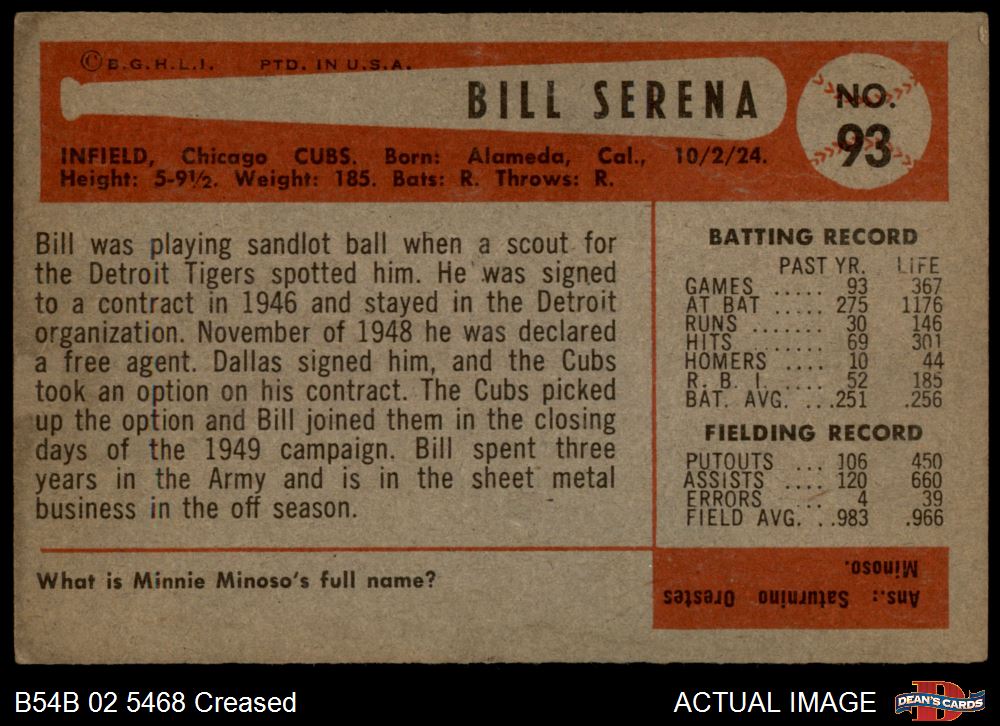 © B.G.H.L.I. PTD. IN U.S.A.
BILL SERENA
NO.
93
INFIELD, Chicago CUBS. Born: Alameda, Cal., 10/2/24.
Height: 5-9½. Weight: 185. Bats: R. Throws: R.
Bill was playing sandlot ball when a scout for
the Detroit Tigers spotted him. He was signed
to a contract in 1946 and stayed in the Detroit
organization. November of 1948 he was declared
a free agent. Dallas signed him, and the Cubs
took an option on his contract. The Cubs picked
up the option and Bill joined them in the closing
days of the 1949 campaign. Bill spent three
years in the Army and is in the sheet metal
business in the off season.
BATTING RECORD
PAST YR. LIFE
GAMES ..... 93 367
AT BAT ..... 275 1176
RUNS ....... 30 146
HITS ....... 69 301
HOMERS .... 10 44
R. B. I. .... 52 185
BAT. AVG. ... .251 .256
FIELDING RECORD
PUTOUTS ... 106 450
ASSISTS .... 120 660
ERRORS .... 4 39
FIELD AVG. . .983 .966
What is Minnie Minoso's full name?
Ans.: Saturnino Orestes
Minoso.
B54B 02 5468 Creased
ACTUAL IMAGE
D
DEAN'S CARDS